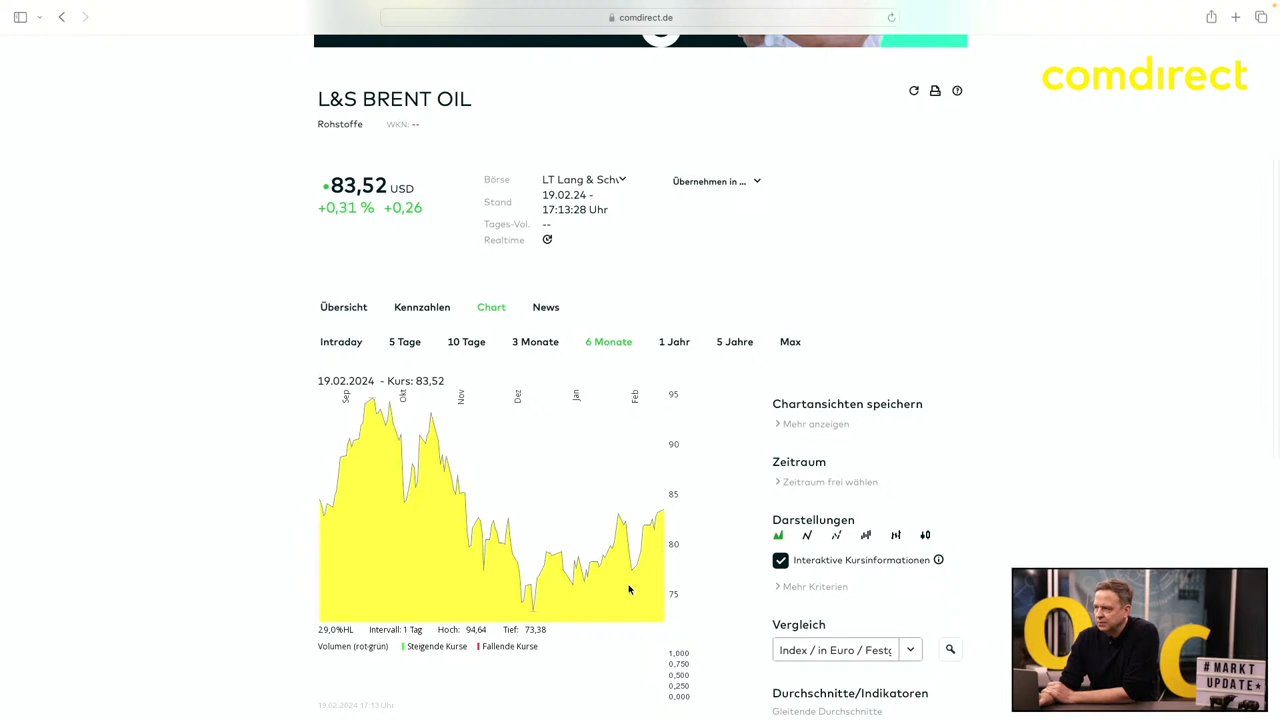 comdirect.de
comdirect
L&S BRENT OIL
Rohstoffe WKN: --
83,52 USD
+0,31 % +0,26
Börse LT Lang & Schw
Stand 19.02.24 -
17:13:28 Uhr
Tages-Vol. --
Realtime
Übernehmen in ...
Übersicht Kennzahlen Chart News
Intraday 5 Tage 10 Tage 3 Monate 6 Monate 1 Jahr 5 Jahre Max
19.02.2024 - Kurs: 83,52
Sep Okt Nov Dez Jan Feb
95
90
85
80
75
29,0%HL Intervall: 1 Tag Hoch: 94,64 Tief: 73,38
Volumen (rot-grün) Steigende Kurse Fallende Kurse
1,000
0,750
0,500
0,250
0,000
19.02.2024 17:13 Uhr
Chartansichten speichern
Mehr anzeigen
Zeitraum
Zeitraum frei wählen
Darstellungen
Interaktive Kursinformationen
Mehr Kriterien
Vergleich
Index / in Euro / Festg
Durchschnitte/Indikatoren
Gleitende Durchschnitte
#MARKT
UPDATE